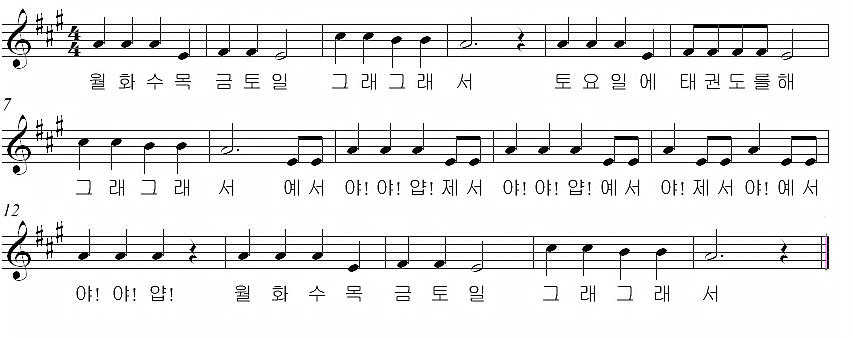 월 화 수 목 금 토 일 그 래 그 래 서 토 요 일 에 태 권 도 를 해
7
그 래 그 래 서 예 서 야! 야! 얍! 제 서 야! 야! 얍! 예 서 야! 제 서 야! 예 서
12
야! 야! 얍! 월 화 수 목 금 토 일 그 래 그 래 서